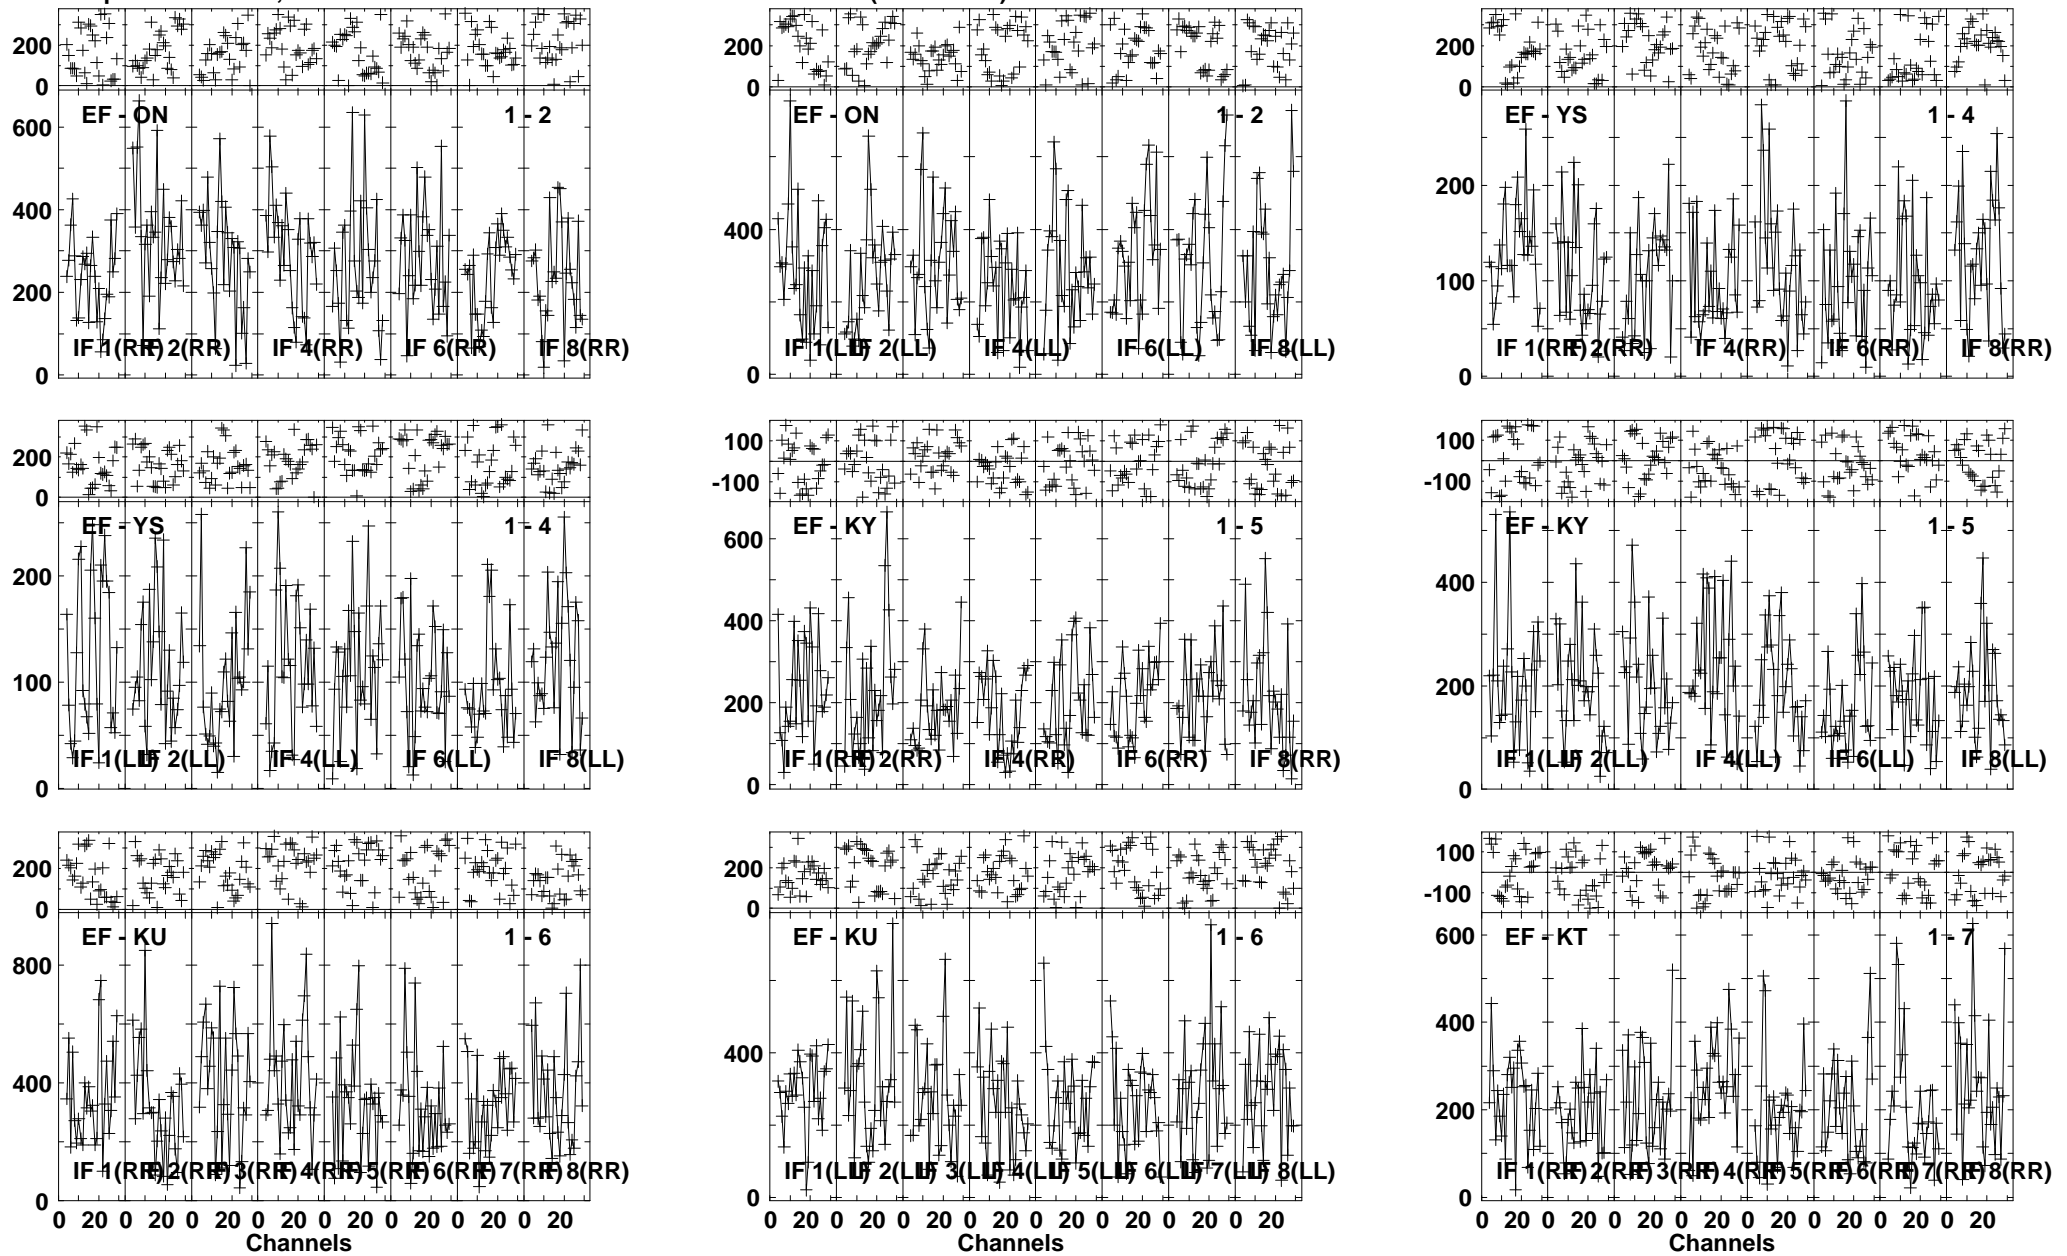 200
0
EF - ON
1 - 2
600
400
200
0
IF 1(RR)
IF 2(RR)
IF 4(RR)
IF 6(RR)
IF 8(RR)
200
0
EF - ON
1 - 2
400
0
IF 1(LL)
IF 2(LL)
IF 4(LL)
IF 6(LL)
IF 8(LL)
200
0
EF - YS
1 - 4
200
100
0
IF 1(RR)
IF 2(RR)
IF 4(RR)
IF 6(RR)
IF 8(RR)
200
0
EF - YS
1 - 4
200
100
0
IF 1(LL)
IF 2(LL)
IF 4(LL)
IF 6(LL)
IF 8(LL)
100
-100
EF - KY
1 - 5
600
400
200
0
IF 1(RR)
IF 2(RR)
IF 4(RR)
IF 6(RR)
IF 8(RR)
100
-100
EF - KY
1 - 5
400
200
0
IF 1(LL)
IF 2(LL)
IF 4(LL)
IF 6(LL)
IF 8(LL)
200
0
EF - KU
1 - 6
800
400
0
IF 1(RR)
IF 2(RR)
IF 3(RR)
IF 4(RR)
IF 5(RR)
IF 6(RR)
IF 7(RR)
IF 8(RR)
0 20 0 20 0 20 0 20 0 20 0 20 0 20 0 20
Channels
200
0
EF - KU
1 - 6
400
0
IF 1(LL)
IF 2(LL)
IF 3(LL)
IF 4(LL)
IF 5(LL)
IF 6(LL)
IF 7(LL)
IF 8(LL)
0 20 0 20 0 20 0 20 0 20 0 20 0 20 0 20
Channels
100
-100
EF - KT
1 - 7
600
400
200
0
IF 1(RR)
IF 2(RR)
IF 3(RR)
IF 4(RR)
IF 5(RR)
IF 6(RR)
IF 7(RR)
IF 8(RR)
0 20 0 20 0 20 0 20 0 20 0 20 0 20 0 20
Channels